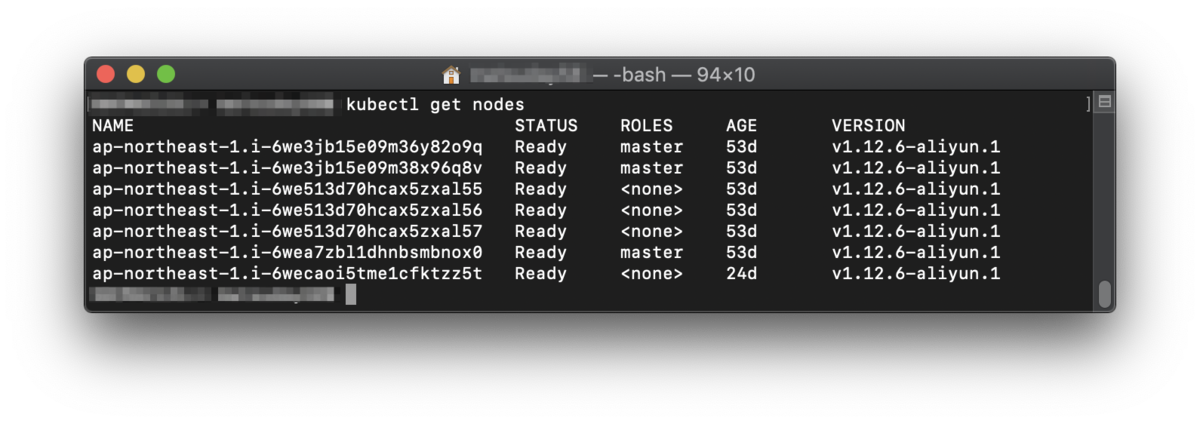 — -bash — 94×10
kubectl get nodes
NAME STATUS ROLES AGE VERSION
ap-northeast-1.i-6we3jb15e09m36y82o9q Ready master 53d v1.12.6-aliyun.1
ap-northeast-1.i-6we3jb15e09m38x96q8v Ready master 53d v1.12.6-aliyun.1
ap-northeast-1.i-6we513d70hcax5zxal55 Ready <none> 53d v1.12.6-aliyun.1
ap-northeast-1.i-6we513d70hcax5zxal56 Ready <none> 53d v1.12.6-aliyun.1
ap-northeast-1.i-6we513d70hcax5zxal57 Ready <none> 53d v1.12.6-aliyun.1
ap-northeast-1.i-6wea7zbl1dhnbsmbnox0 Ready master 53d v1.12.6-aliyun.1
ap-northeast-1.i-6wecaoi5tme1cfktzz5t Ready <none> 24d v1.12.6-aliyun.1